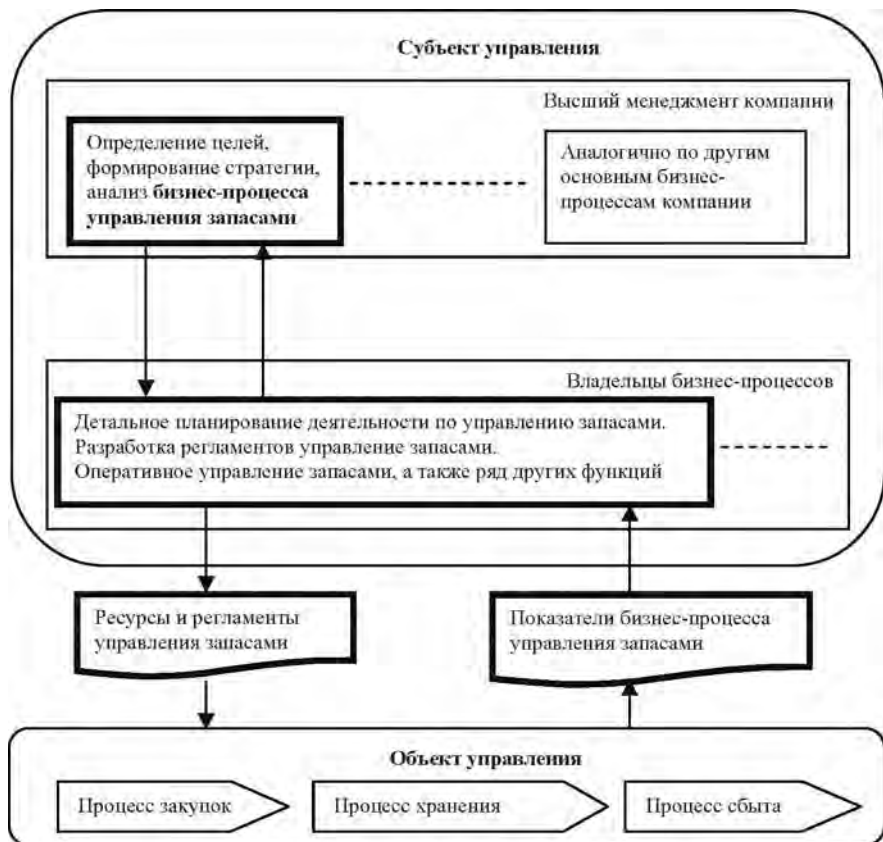 Субъект управления
Высший менеджмент компании
Определение целей,
формирование стратегии,
анализ бизнес-процесса
управления запасами
Аналогично по другим
основным бизнес-
процессам компании
Владельцы бизнес-процессов
Детальное планирование деятельности по управлению запасами.
Разработка регламентов управление запасами.
Оперативное управление запасами, а также ряд других функций
Ресурсы и регламенты
управления запасами
Показатели бизнес-процесса
управления запасами
Объект управления
Процесс закупок
Процесс хранения
Процесс сбыта